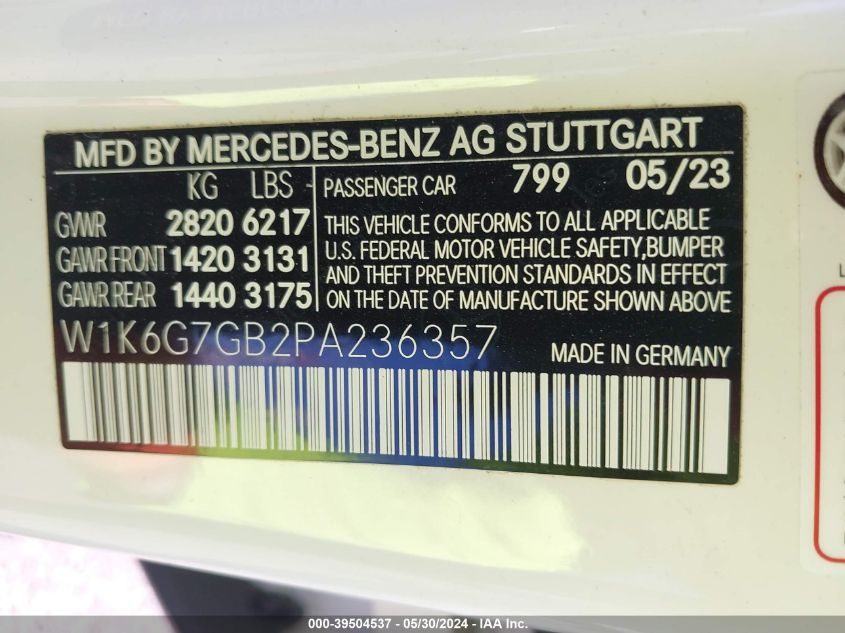 MFD BY MERCEDES-BENZ AG STUTTGART
KG LBS PASSENGER CAR 799 05/23
GVWR 2820 6217 THIS VEHICLE CONFORMS TO ALL APPLICABLE
GAWR FRONT 1420 3131 U.S. FEDERAL MOTOR VEHICLE SAFETY,BUMPER
AND THEFT PREVENTION STANDARDS IN EFFECT
GAWR REAR 1440 3175 ON THE DATE OF MANUFACTURE SHOWN ABOVE
W1K6G7GB2PA236357 MADE IN GERMANY
000-39504537 - 05/30/2024 - IAA Inc.